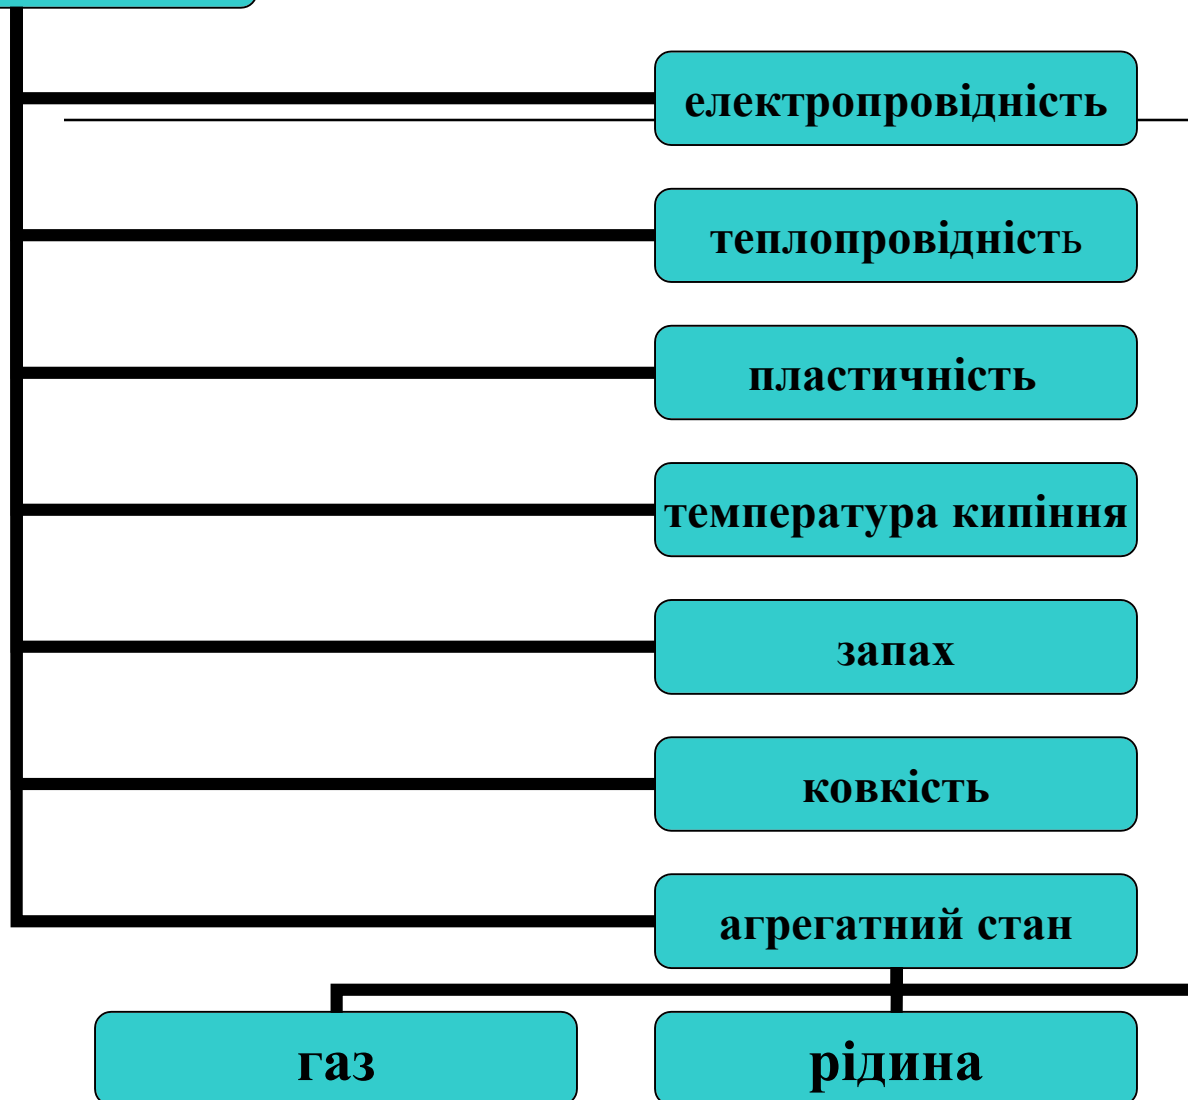 електропровідність
теплопровідність
пластичність
температура кипіння
запах
ковкість
агрегатний стан
газ
рідина